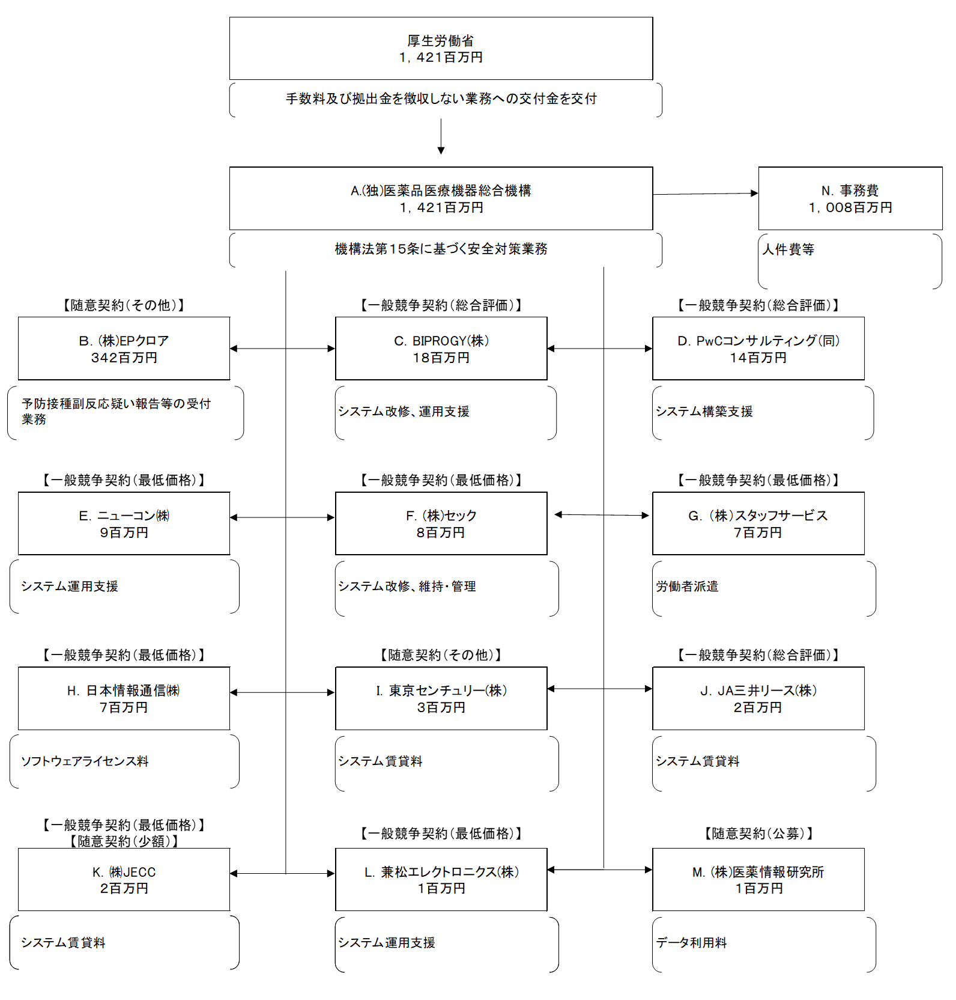 厚生労働省
1，421百万円
手数料及び拠出金を徴収しない業務への交付金を交付
A.(独)医薬品医療機器総合機構
1，421百万円
N．事務費
1，008百万円
機構法第15条に基づく安全対策業務
人件費等
【随意契約（その他）】
【一般競争契約（総合評価）】
【一般競争契約（総合評価）】
B．(株)EPクロア
342百万円
C．BIPROGY(株)
18百万円
D．PwCコンサルティング(同)
14百万円
予防接種副反応疑い報告等の受付
業務
システム改修、運用支援
システム構築支援
【一般競争契約（最低価格）】
【一般競争契約（最低価格）】
【一般競争契約（最低価格）】
E．ニューコン㈱
9百万円
F．(株)セック
8百万円
G．（株）スタッフサービス
7百万円
システム運用支援
システム改修、維持・管理
労働者派遣
【一般競争契約（最低価格）】
【随意契約（その他）】
【一般競争契約（総合評価）】
H．日本情報通信㈱
7百万円
I．東京センチュリー(株)
3百万円
J．JA三井リース(株)
2百万円
ソフトウェアライセンス料
システム賃貸料
システム賃貸料
【一般競争契約（最低価格）】
【随意契約（少額）】
【一般競争契約（最低価格）】
【随意契約（公募）】
K．㈱JECC
2百万円
L．兼松エレクトロニクス(株)
1百万円
M．(株)医薬情報研究所
1百万円
システム賃貸料
システム運用支援
データ利用料